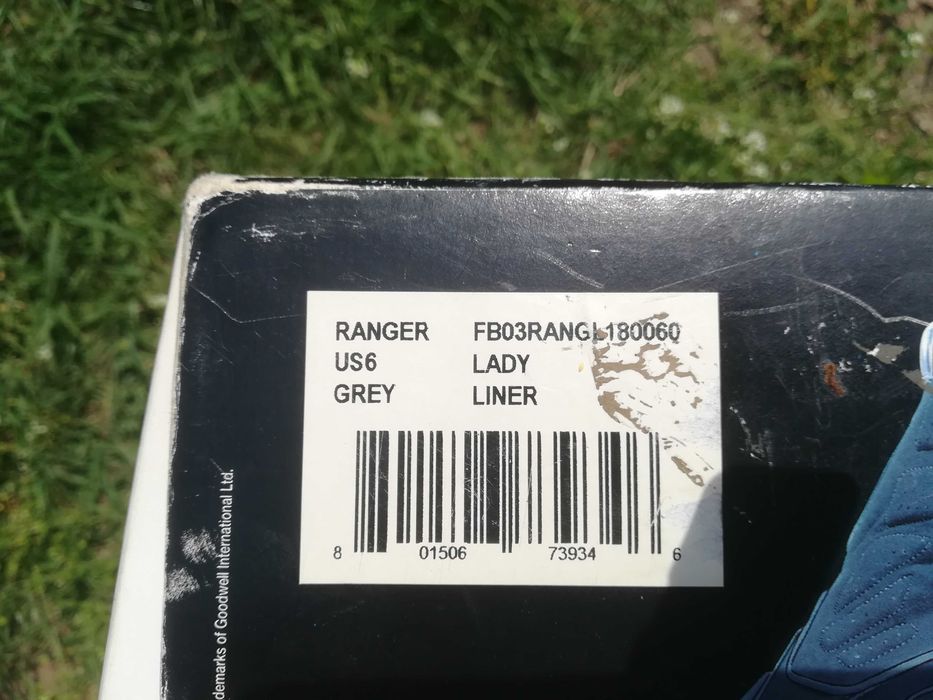 RANGER FB03RANGL180060
US6 LADY
GREY LINER
8 01506 73934 6
demarks of Goodwell International Ltd.